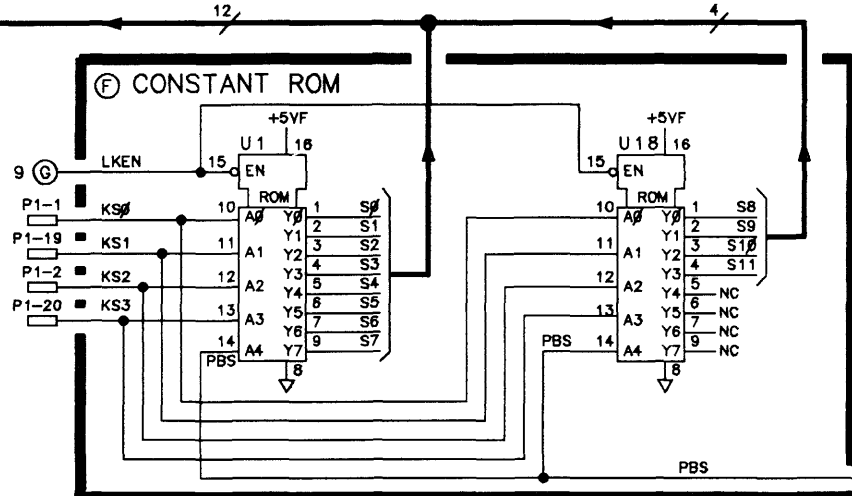 12
4
F CONSTANT ROM
+5VF
+5VF
U1 16
U18 16
9 G LKEN
15 EN
15 EN
ROM
ROM
P1-1 KSØ
10 AØ YØ 1 SØ
10 AØ YØ 1 S8
Y1 2 S1
Y1 2 S9
P1-19 KS1
11 A1 Y2 3 S2
11 A1 Y2 3 S1Ø
Y3 4 S3
Y3 4 S11
P1-2 KS2
12 A2 Y4 5 S4
12 A2 Y4 5 NC
Y5 6 S5
Y5 6 NC
P1-20 KS3
13 A3 Y6 7 S6
13 A3 Y6 7 NC
14 A4 Y7 9 S7
PBS 14 A4 Y7 9 NC
PBS
8
8
PBS